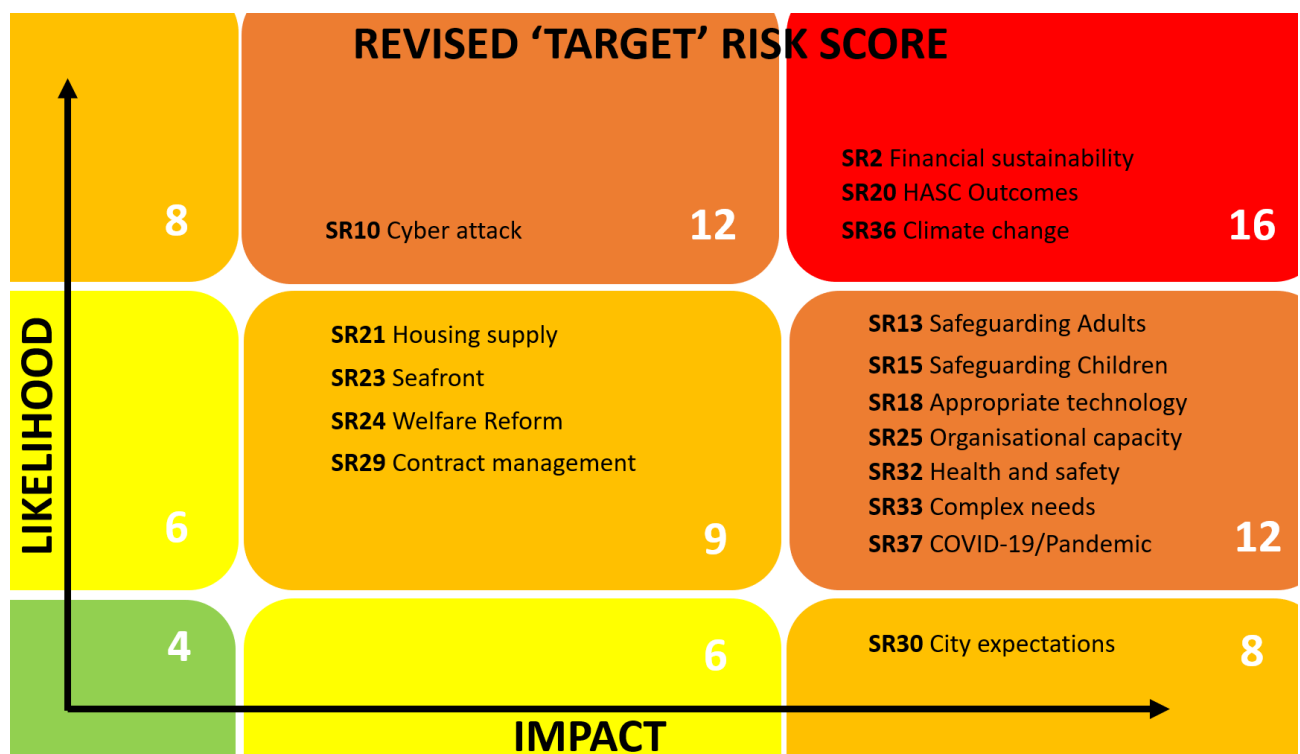 REVISED ‘TARGET’ RISK SCORE
LIKELIHOOD
8
SR10 Cyber attack
12
SR2 Financial sustainability
SR20 HASC Outcomes
SR36 Climate change
16
6
SR21 Housing supply
SR23 Seafront
SR24 Welfare Reform
SR29 Contract management
9
SR13 Safeguarding Adults
SR15 Safeguarding Children
SR18 Appropriate technology
SR25 Organisational capacity
SR32 Health and safety
SR33 Complex needs
SR37 COVID-19/Pandemic
12
4
6
SR30 City expectations
8
IMPACT